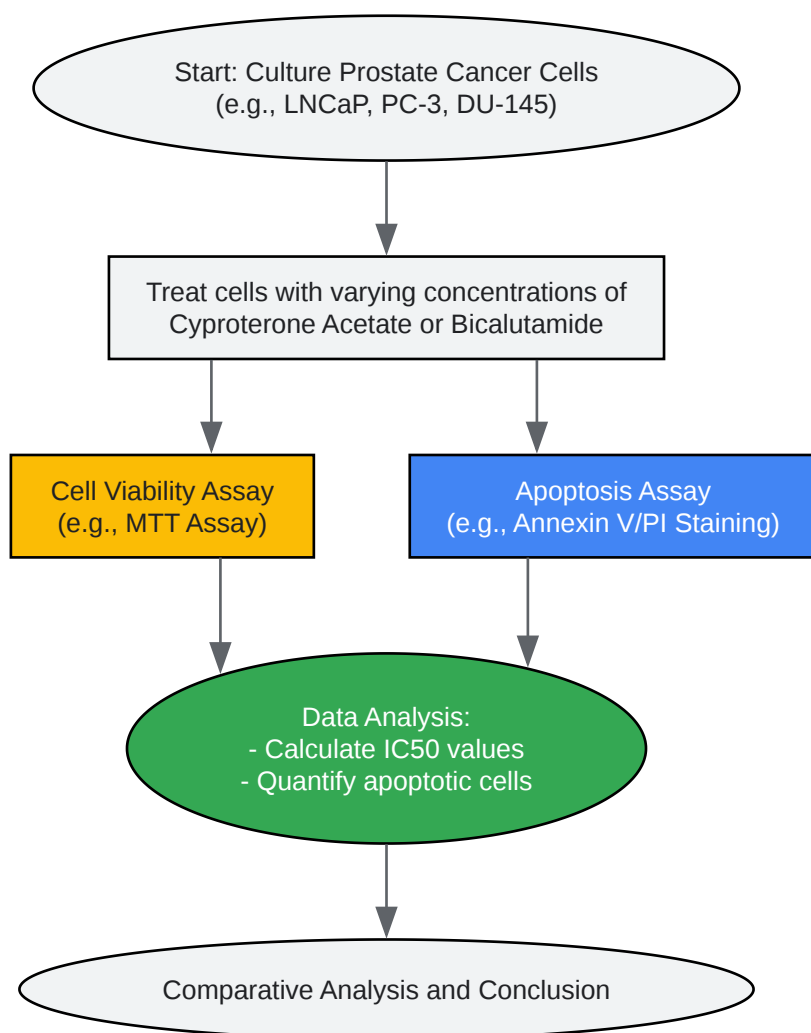 Start: Culture Prostate Cancer Cells
(e.g., LNCaP, PC-3, DU-145)
Treat cells with varying concentrations of
Cyproterone Acetate or Bicalutamide
Cell Viability Assay
(e.g., MTT Assay)
Apoptosis Assay
(e.g., Annexin V/PI Staining)
Data Analysis:
- Calculate IC50 values
- Quantify apoptotic cells
Comparative Analysis and Conclusion